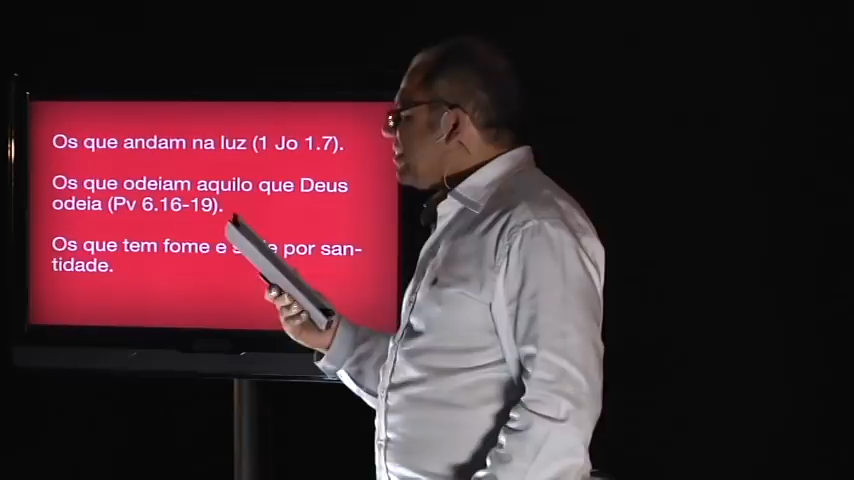 Os que andam na luz (1 Jo 1.7).
Os que odeiam aquilo que Deus
odeia (Pv 6.16-19).
Os que tem fome e por san-
tidade.